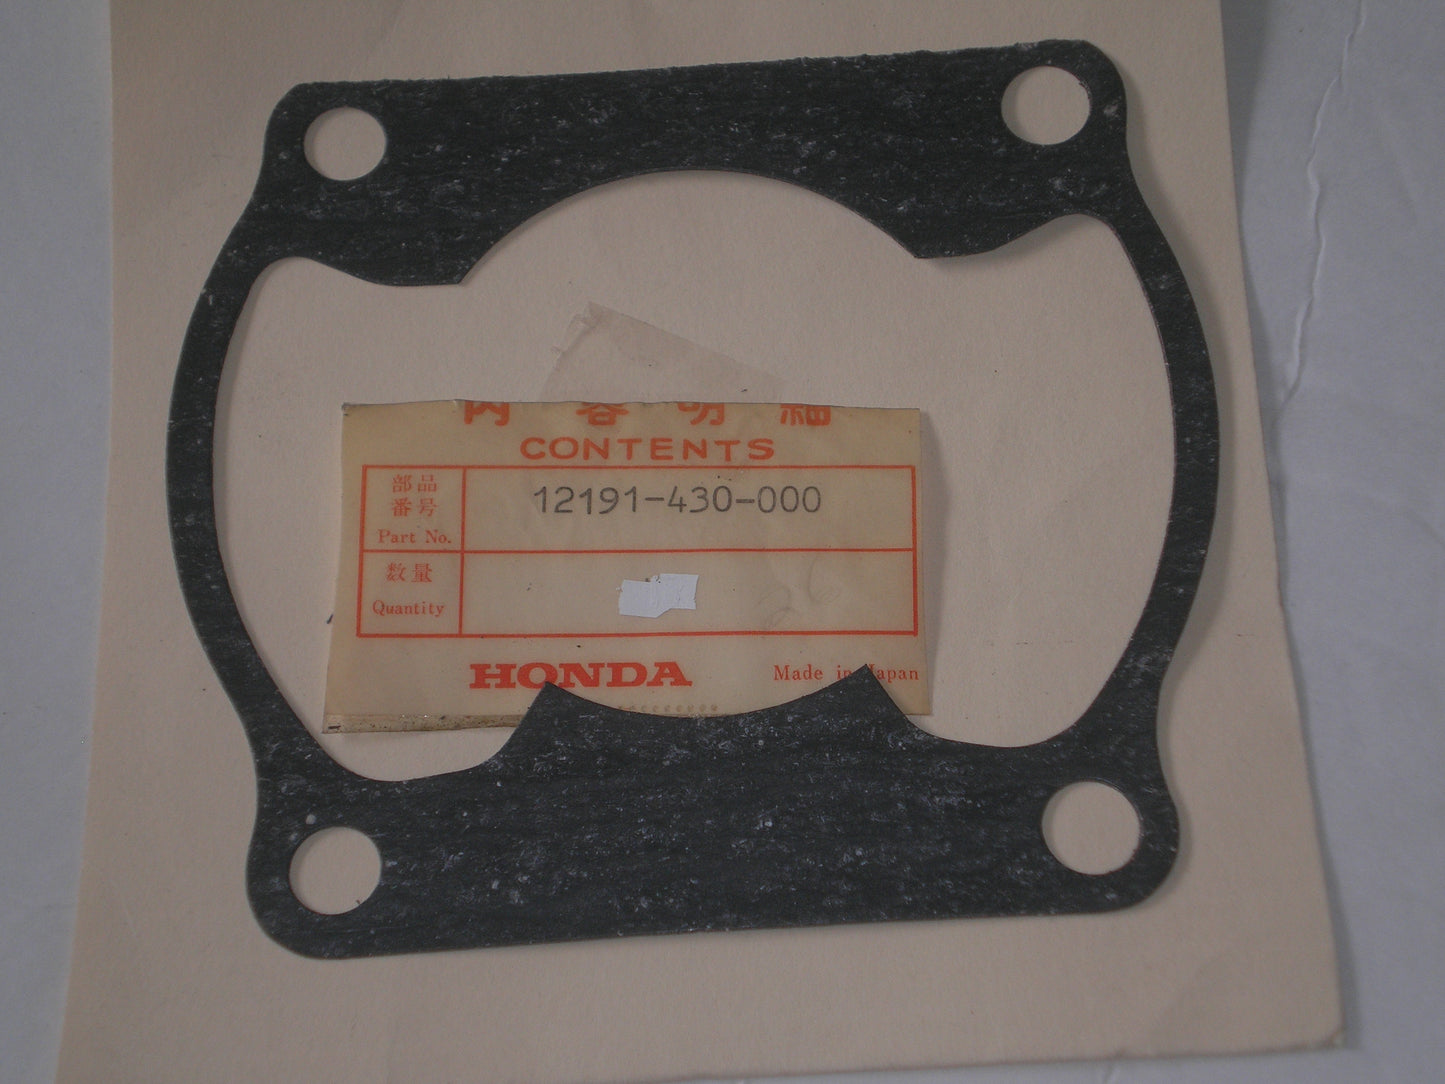 内容明細
CONTENTS
部品
番号
Part No.
12191-430-000
数量
Quantity
26
HONDA
Made in Japan